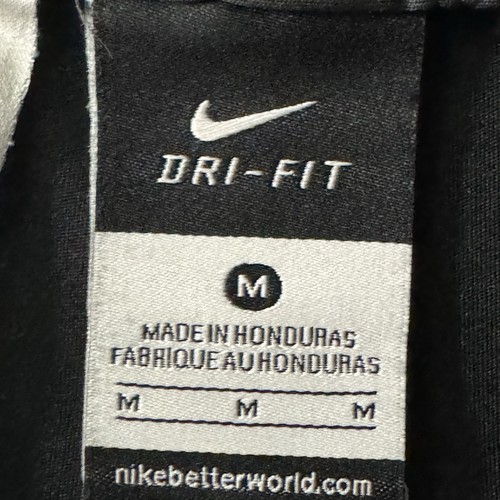 DRI-FIT
M
MADE IN HONDURAS
FABRIQUE AU HONDURAS
M M M
nikebetterworld.com